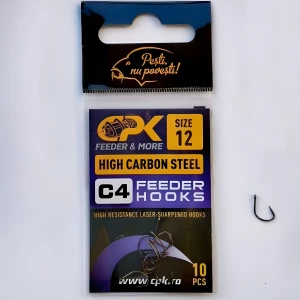 Pești,
nu povești!
CPK
FEEDER & MORE
SIZE
12
HIGH CARBON STEEL
C4 FEEDER
HOOKS
HIGH RESISTANCE LASER-SHARPENED HOOKS
10
PCS
www.cpk.ro